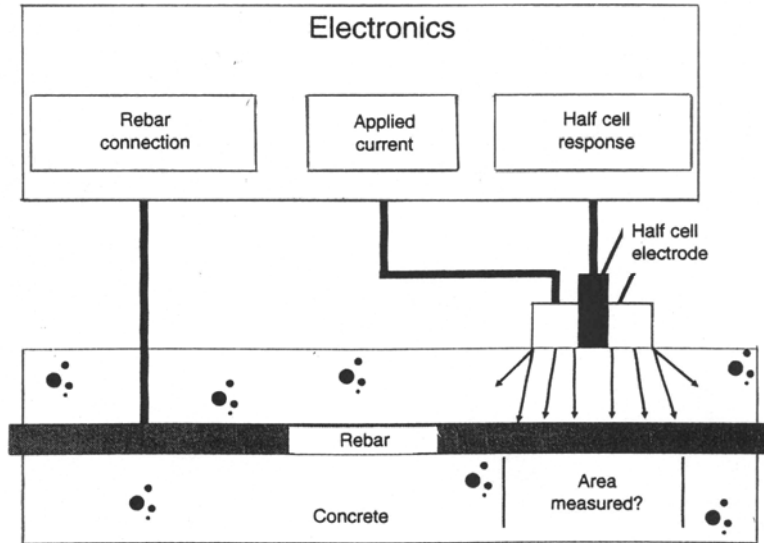 Electronics
Rebar
connection
Applied
current
Half cell
response
Half cell
electrode
Rebar
Area
measured?
Concrete